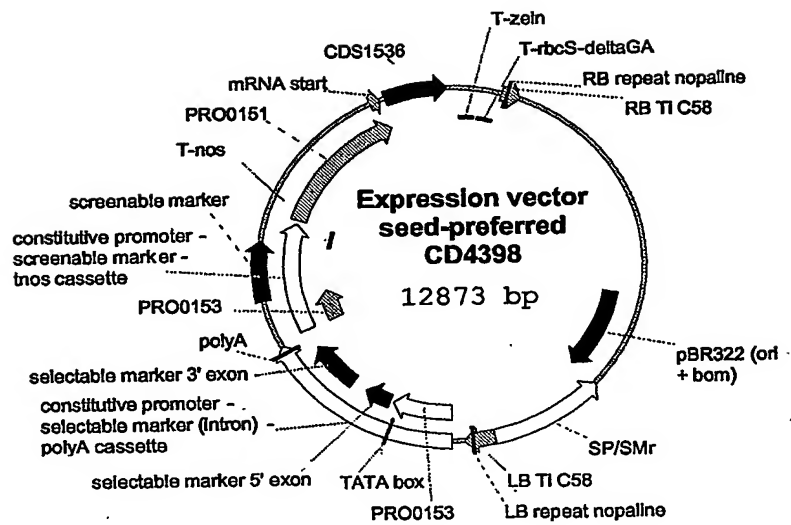 T-zein
T-rbcS-deltaGA
CDS1536
RB repeat nopaline
mRNA start
RB TI C58
PRO0151
T-nos
screenable marker
Expression vector
seed-preferred
CD4398
12873 bp
constitutive promoter -
screenable marker -
tnos cassette
PRO0153
polyA
pBR322 (ori
+ bom)
selectable marker 3' exon
constitutive promoter -
selectable marker (intron)
polyA cassette
SP/SMr
selectable marker 5' exon
TATA box
LB TI C58
PRO0153
LB repeat nopaline